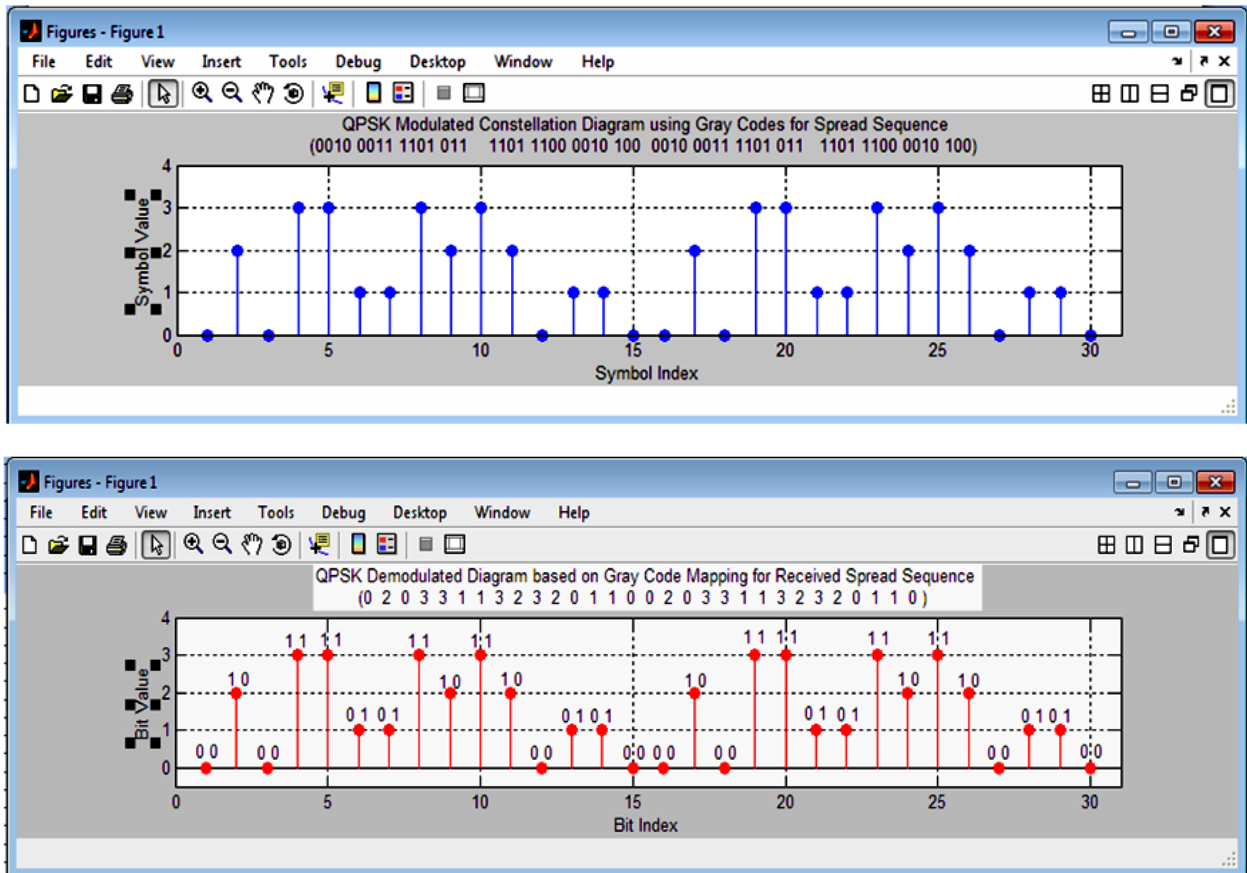 Figures - Figure 1
File Edit View Insert Tools Debug Desktop Window Help
QPSK Modulated Constellation Diagram using Gray Codes for Spread Sequence
(0010 0011 1101 011 1101 1100 0010 100 0010 0011 1101 011 1101 1100 0010 100)
4
3
2
1
0
Symbol Value
0 5 10 15 20 25 30
Symbol Index
Figures - Figure 1
File Edit View Insert Tools Debug Desktop Window Help
QPSK Demodulated Diagram based on Gray Code Mapping for Received Spread Sequence
(0 2 0 3 3 1 1 3 2 3 2 0 1 1 0 0 2 0 3 3 1 1 3 2 3 2 0 1 1 0 )
4
1 1 1 1 1 1 1 1 1 1 1 1 1 1 1 1
3
1 0 1 0 1 0 1 0 1 0 1 0
2
0 1 0 1 0 1 0 1 0 1 0 1 0 1 0 1
1
0 0 0 0 0 0 0 0 0 0 0 0 0 0 0 0
0
Bit Value
0 5 10 15 20 25 30
Bit Index